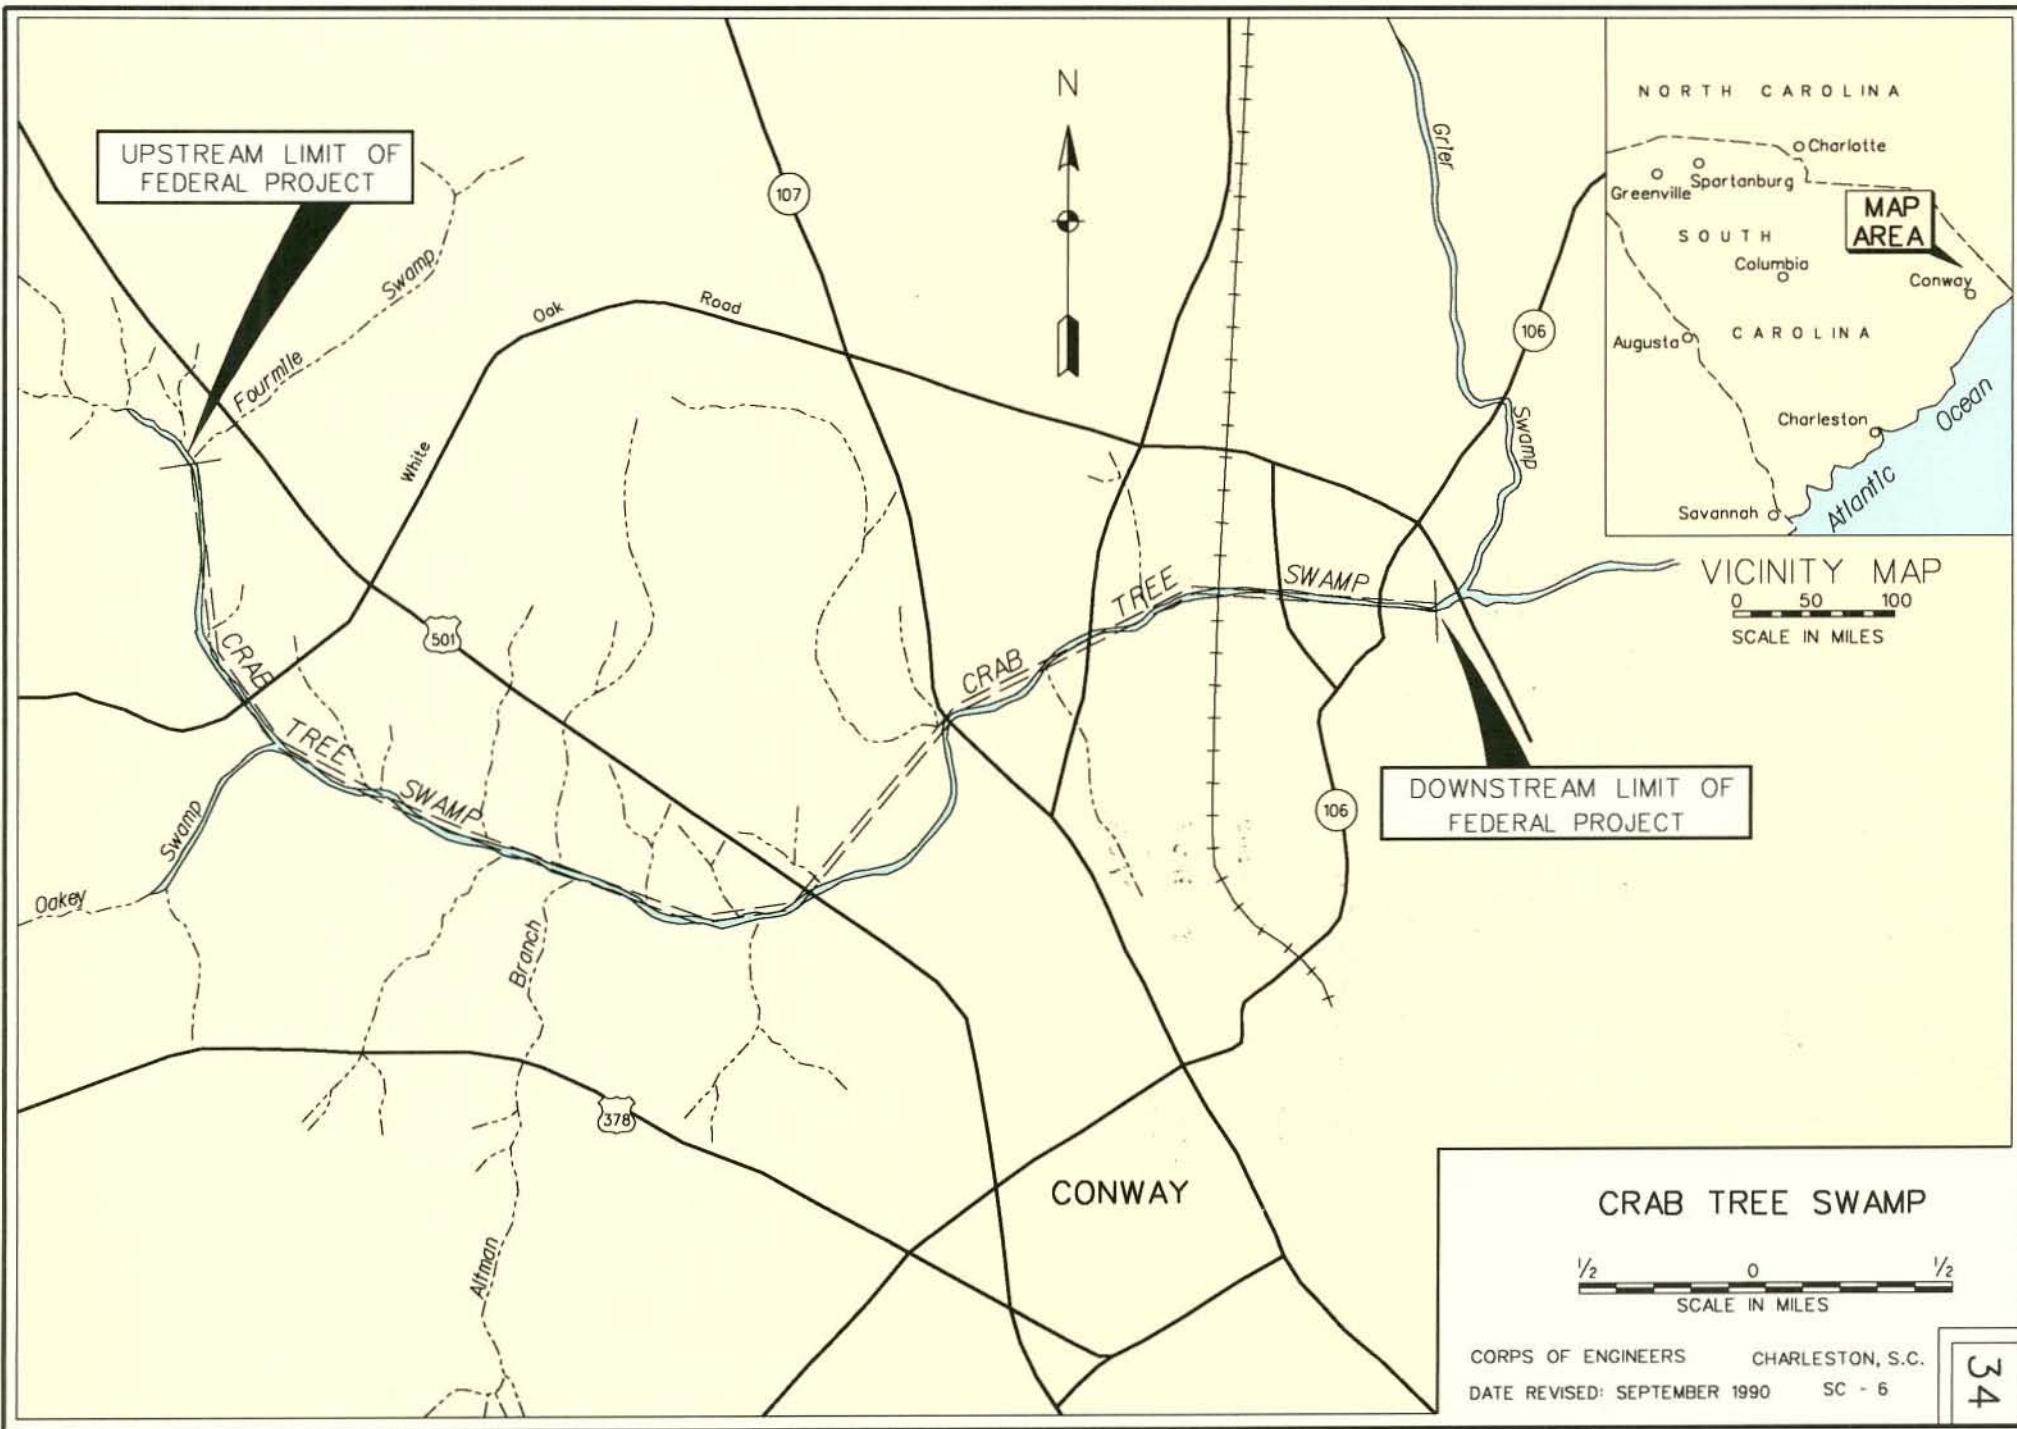 UPSTREAM LIMIT OF
FEDERAL PROJECT
Fourmile Swamp
107
N
Grier Swamp
106
White Oak Road
501
CRAB TREE SWAMP
CRAB TREE SWAMP
Oakey Swamp
Altman Branch
378
106
CONWAY
DOWNSTREAM LIMIT OF
FEDERAL PROJECT
NORTH CAROLINA
Charlotte
Spartanburg
Greenville
MAP
AREA
SOUTH
Columbia
Conway
CAROLINA
Augusta
Charleston
Savannah
Atlantic Ocean
VICINITY MAP
0 50 100
SCALE IN MILES
CRAB TREE SWAMP
1/2 0 1/2
SCALE IN MILES
CORPS OF ENGINEERS CHARLESTON, S.C.
DATE REVISED: SEPTEMBER 1990 SC - 6
34